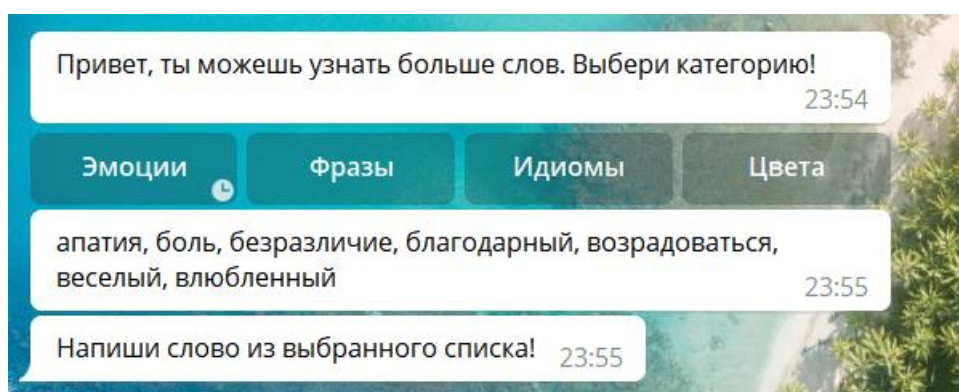 Привет, ты можешь узнать больше слов. Выбери категорию!
23:54
Эмоции Фразы Идиомы Цвета
апатия, боль, безразличие, благодарный, возрадоваться,
веселый, влюбленный
23:55
Напиши слово из выбранного списка! 23:55